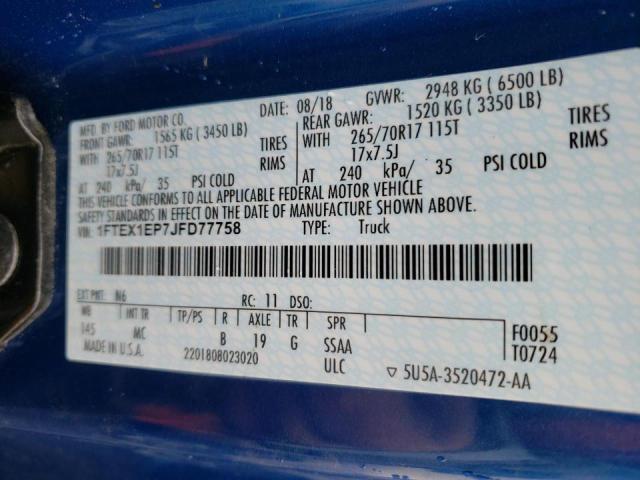 MFD. BY FORD MOTOR CO.
DATE: 08/18 GVWR: 2948 KG ( 6500 LB)
FRONT GAWR: 1565 KG ( 3450 LB)
REAR GAWR: 1520 KG ( 3350 LB)
WITH 265/70R17 115T TIRES
WITH 265/70R17 115T TIRES
17x7.5J RIMS
17x7.5J RIMS
AT 240 kPa/ 35 PSI COLD
AT 240 kPa/ 35 PSI COLD
THIS VEHICLE CONFORMS TO ALL APPLICABLE FEDERAL MOTOR VEHICLE
SAFETY STANDARDS IN EFFECT ON THE DATE OF MANUFACTURE SHOWN ABOVE.
VIN: 1FTEX1EP7JFD77758 TYPE: Truck
EXT PNT: N6 RC: 11 DSO:
WB INT TR TP/PS R AXLE TR SPR
145 MC B 19 G SSAA
F0055
T0724
MADE IN U.S.A. 2201808023020 ULC
5U5A-3520472-AA